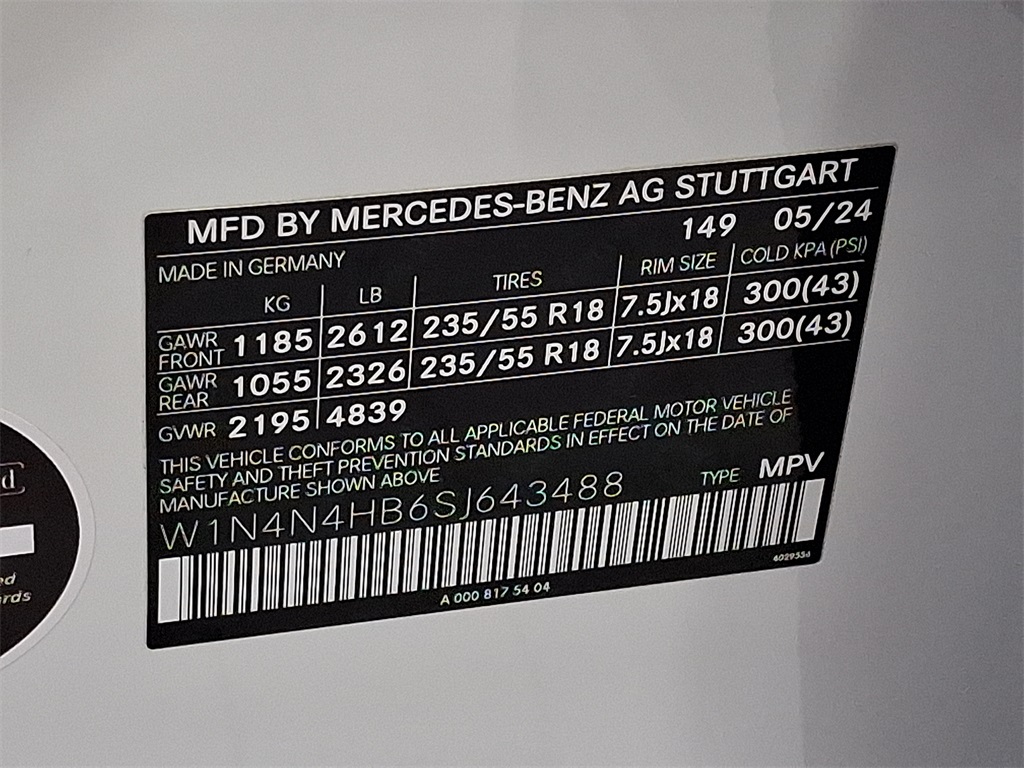 MFD BY MERCEDES-BENZ AG STUTTGART
149 05/24
MADE IN GERMANY
KG LB TIRES RIM SIZE COLD KPA (PSI)
GAWR FRONT 1185 2612 235/55 R18 7.5Jx18 300(43)
GAWR REAR 1055 2326 235/55 R18 7.5Jx18 300(43)
GVWR 2195 4839
THIS VEHICLE CONFORMS TO ALL APPLICABLE FEDERAL MOTOR VEHICLE
SAFETY AND THEFT PREVENTION STANDARDS IN EFFECT ON THE DATE OF
MANUFACTURE SHOWN ABOVE
W1N4N4HB6SJ643488 TYPE MPV
A 000 817 54 04